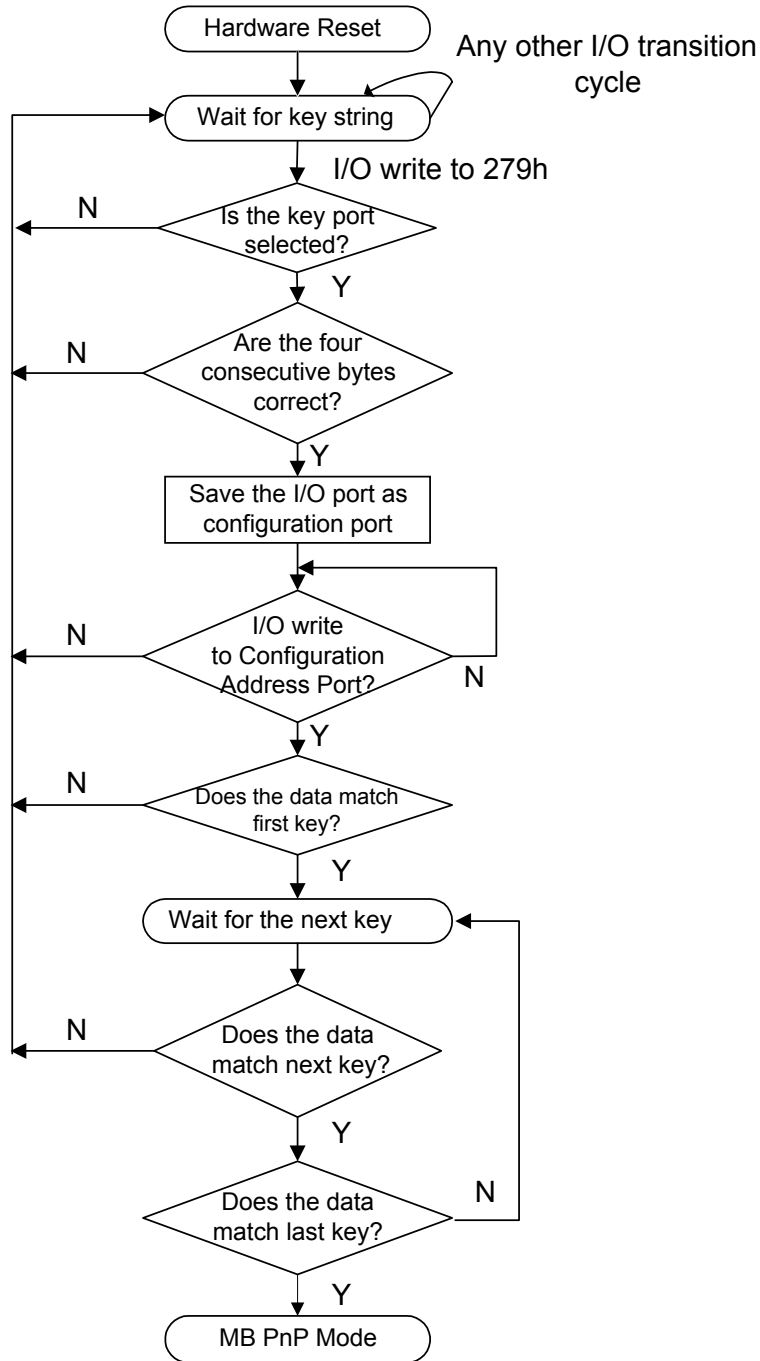 Hardware Reset
Any other I/O transition
cycle
Wait for key string
I/O write to 279h
N
Is the key port
selected?
Y
N
Are the four
consecutive bytes
correct?
Y
Save the I/O port as
configuration port
N
I/O write
to Configuration
Address Port?
N
Y
N
Does the data match
first key?
Y
Wait for the next key
N
Does the data
match next key?
Y
Does the data
match last key?
N
Y
MB PnP Mode